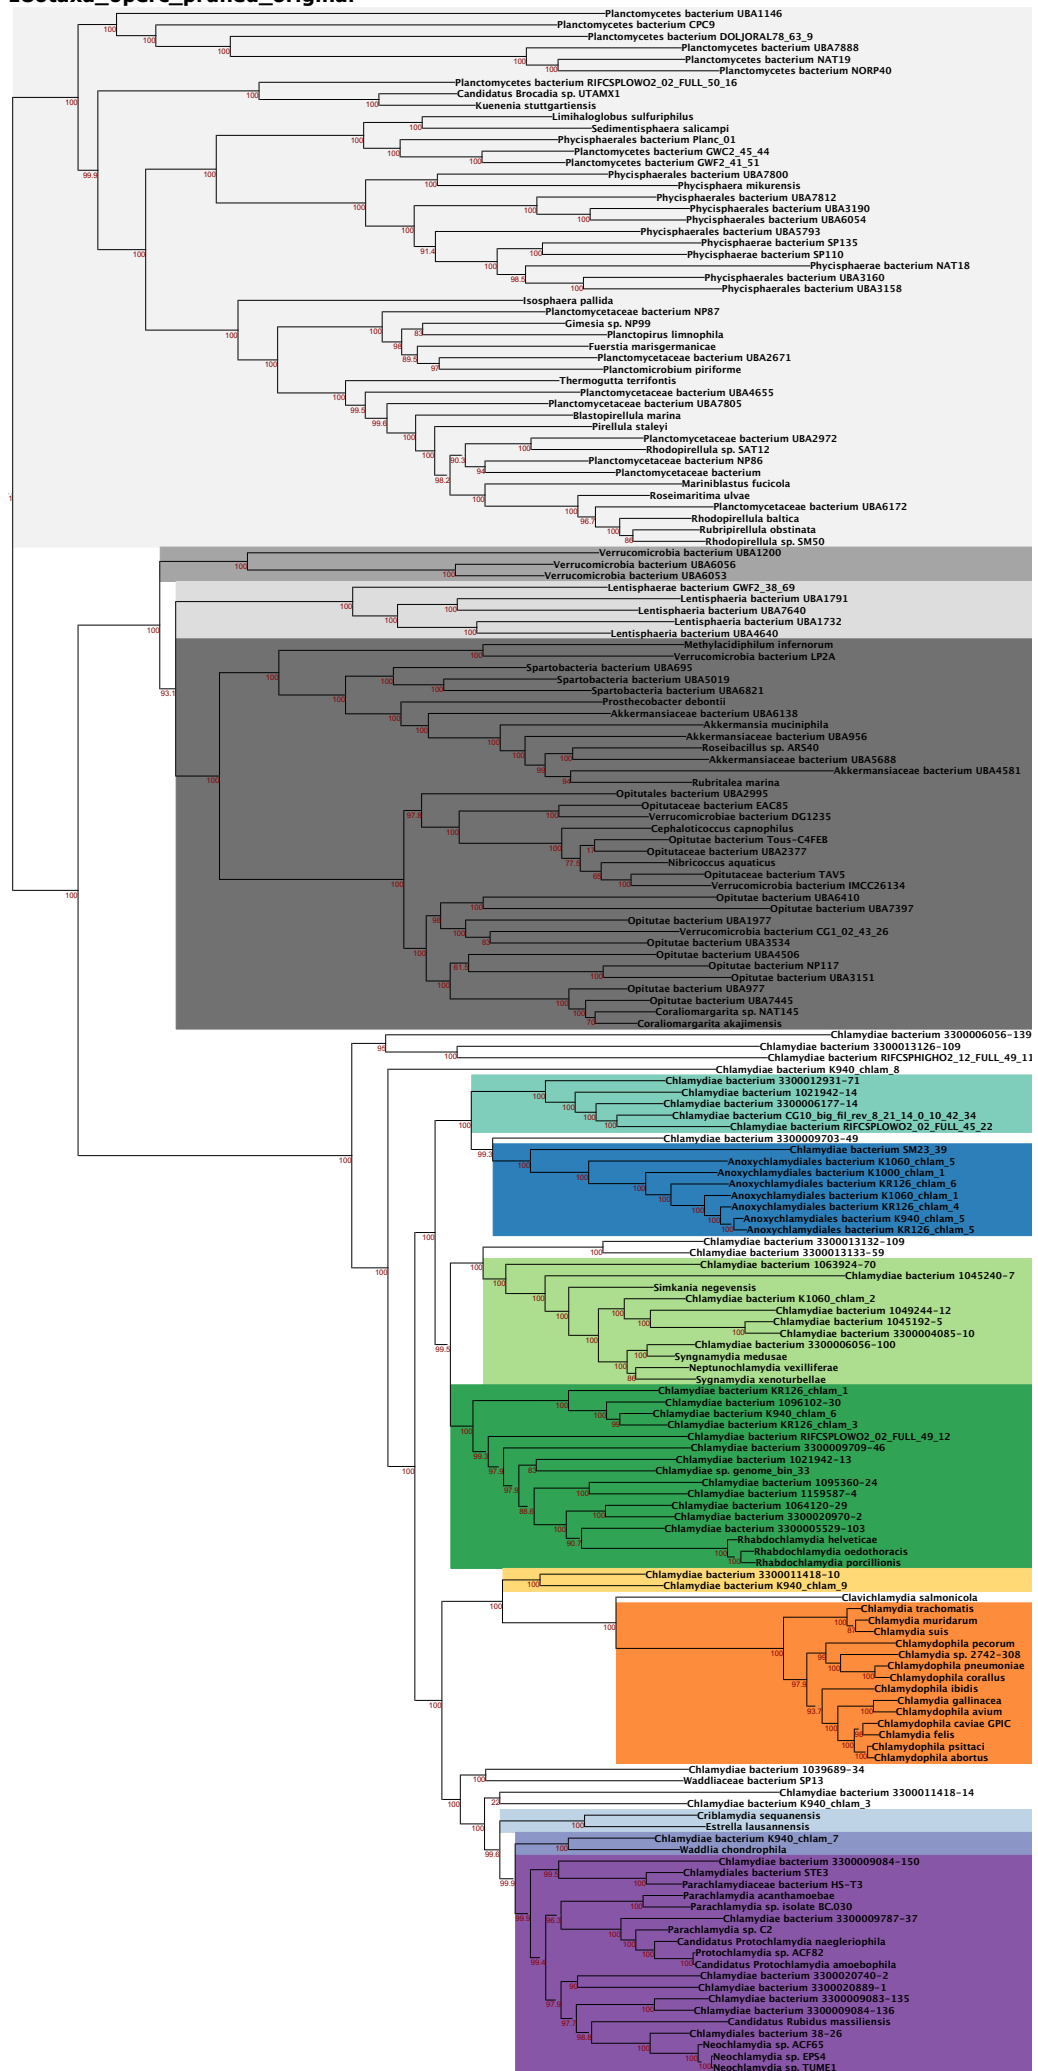 Planctomycetes bacterium UBA1146
Planctomycetes bacterium CPC9
Planctomycetes bacterium DOLJORAL78_63_9
Planctomycetes bacterium UBA7888
Planctomycetes bacterium NAT19
Planctomycetes bacterium NORP40
Planctomycetes bacterium RIFCSPLOWO2_02_FULL_50_16
Candidatus Brocadia sp. UTAMX1
Kuenenia stuttgartiensis
Limihaloglobus sulfuriphilus
Sedimentisphaera salicampi
Phycisphaerales bacterium Planc_01
Planctomycetes bacterium GWC2_45_44
Planctomycetes bacterium GWF2_41_51
Phycisphaerales bacterium UBA7800
Phycisphaera mikurensis
Phycisphaerales bacterium UBA7812
Phycisphaerales bacterium UBA3190
Phycisphaerales bacterium UBA6054
Phycisphaerales bacterium UBA5793
Phycisphaerae bacterium SP135
Phycisphaerae bacterium SP110
Phycisphaerae bacterium NAT18
Phycisphaerales bacterium UBA3160
Phycisphaerales bacterium UBA3158
Isosphaera pallida
Planctomycetaceae bacterium NP87
Gimesia sp. NP99
Planctopirus limnophila
Fuerstia marisgermanicae
Planctomycetaceae bacterium UBA2671
Planctomicrobium piriforme
Thermogutta terrifontis
Planctomycetaceae bacterium UBA4655
Planctomycetaceae bacterium UBA7805
Blastopirellula marina
Pirellula staleyi
Planctomycetaceae bacterium UBA2972
Rhodopirellula sp. SAT12
Planctomycetaceae bacterium NP86
Planctomycetaceae bacterium
Mariniblastus fucicola
Roseimaritima ulvae
Planctomycetaceae bacterium UBA6172
Rhodopirellula baltica
Rubripirellula obstinata
Rhodopirellula sp. SM50
Verrucomicrobia bacterium UBA1200
Verrucomicrobia bacterium UBA6056
Verrucomicrobia bacterium UBA6053
Lentisphaerae bacterium GWF2_38_69
Lentisphaeria bacterium UBA1791
Lentisphaeria bacterium UBA7640
Lentisphaeria bacterium UBA1732
Lentisphaeria bacterium UBA4640
Methylacidiphilum infernorum
Verrucomicrobia bacterium LP2A
Spartobacteria bacterium UBA695
Spartobacteria bacterium UBA5019
Spartobacteria bacterium UBA6821
Prosthecobacter debontii
Akkermansiaceae bacterium UBA6138
Akkermansia muciniphila
Akkermansiaceae bacterium UBA956
Roseibacillus sp. ARS40
Akkermansiaceae bacterium UBA5688
Akkermansiaceae bacterium UBA4581
Rubritalea marina
Opitutales bacterium UBA2995
Opitutaceae bacterium EAC85
Verrucomicrobiae bacterium DG1235
Cephaloticoccus capnophilus
Opitutae bacterium Tous-C4FEB
Opitutaceae bacterium UBA2377
Nibricoccus aquaticus
Opitutaceae bacterium TAV5
Verrucomicrobia bacterium IMCC26134
Opitutae bacterium UBA6410
Opitutae bacterium UBA7397
Opitutae bacterium UBA1977
Verrucomicrobia bacterium CG1_02_43_26
Opitutae bacterium UBA3534
Opitutae bacterium UBA4506
Opitutae bacterium NP117
Opitutae bacterium UBA3151
Opitutae bacterium UBA977
Opitutae bacterium UBA7445
Coraliomargarita sp. NAT145
Coraliomargarita akajimensis
Chlamydiae bacterium 3300006056-139
Chlamydiae bacterium 3300013126-109
Chlamydiae bacterium RIFCSPHIGHO2_12_FULL_49_11
Chlamydiae bacterium K940_chlam_8
Chlamydiae bacterium 3300012931-71
Chlamydiae bacterium 1021942-14
Chlamydiae bacterium 3300006177-14
Chlamydiae bacterium CG10_big_fil_rev_8_21_14_0_10_42_34
Chlamydiae bacterium RIFCSPLOWO2_02_FULL_45_22
Chlamydiae bacterium 3300009703-49
Chlamydiae bacterium SM23_39
Anoxychlamydiales bacterium K1060_chlam_5
Anoxychlamydiales bacterium K1000_chlam_1
Anoxychlamydiales bacterium KR126_chlam_6
Anoxychlamydiales bacterium K1060_chlam_1
Anoxychlamydiales bacterium KR126_chlam_4
Anoxychlamydiales bacterium K940_chlam_5
Anoxychlamydiales bacterium KR126_chlam_5
Chlamydiae bacterium 3300013132-109
Chlamydiae bacterium 3300013133-59
Chlamydiae bacterium 1063924-70
Chlamydiae bacterium 1045240-7
Simkania negevensis
Chlamydiae bacterium K1060_chlam_2
Chlamydiae bacterium 1049244-12
Chlamydiae bacterium 1045192-5
Chlamydiae bacterium 3300004085-10
Chlamydiae bacterium 3300006056-100
Syngnamydia medusae
Neptunochlamydia vexilliferae
Sygnamydia xenoturbellae
Chlamydiae bacterium KR126_chlam_1
Chlamydiae bacterium 1096102-30
Chlamydiae bacterium K940_chlam_6
Chlamydiae bacterium KR126_chlam_3
Chlamydiae bacterium RIFCSPLOWO2_02_FULL_49_12
Chlamydiae bacterium 3300009709-46
Chlamydiae bacterium 1021942-13
Chlamydiae sp. genome_bin_33
Chlamydiae bacterium 1095360-24
Chlamydiae bacterium 1159587-4
Chlamydiae bacterium 1064120-29
Chlamydiae bacterium 3300020970-2
Chlamydiae bacterium 3300005529-103
Rhabdochlamydia helveticae
Rhabdochlamydia oedothoracis
Rhabdochlamydia porcillionis
Chlamydiae bacterium 3300011418-10
Chlamydiae bacterium K940_chlam_9
Clavichlamydia salmonicola
Chlamydia trachomatis
Chlamydia muridarum
Chlamydia suis
Chlamydophila pecorum
Chlamydia sp. 2742-308
Chlamydophila pneumoniae
Chlamydophila corallus
Chlamydophila ibidis
Chlamydia gallinacea
Chlamydophila avium
Chlamydophila caviae GPIC
Chlamydia felis
Chlamydophila psittaci
Chlamydophila abortus
Chlamydiae bacterium 1039689-34
Waddliaceae bacterium SP13
Chlamydiae bacterium 3300011418-14
Chlamydiae bacterium K940_chlam_3
Criblamydia sequanensis
Estrella lausannensis
Chlamydiae bacterium K940_chlam_7
Waddlia chondrophila
Chlamydiae bacterium 3300009084-150
Chlamydiales bacterium STE3
Parachlamydiaceae bacterium HS-T3
Parachlamydia acanthamoebae
Parachlamydia sp. isolate BC.030
Chlamydiae bacterium 3300009787-37
Parachlamydia sp. C2
Candidatus Protochlamydia naegleriophila
Protochlamydia sp. ACF82
Candidatus Protochlamydia amoebophila
Chlamydiae bacterium 3300020740-2
Chlamydiae bacterium 3300020889-1
Chlamydiae bacterium 3300009083-135
Chlamydiae bacterium 3300009084-136
Candidatus Rubidus massiliensis
Chlamydiales bacterium 38-26
Neochlamydia sp. ACF65
Neochlamydia sp. EPS4
Neochlamydia sp. TUME1